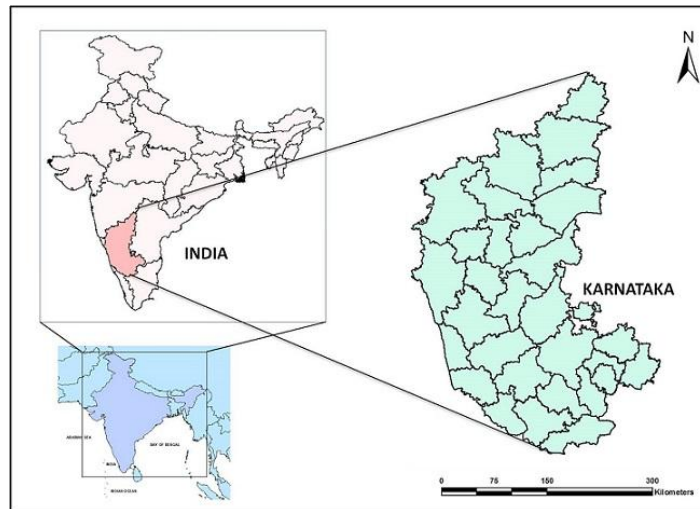 N
INDIA
KARNATAKA
ARABIAN SEA
BAY OF BENGAL
INDIA
INDIAN OCEAN
0 75 150 300
Kilometers